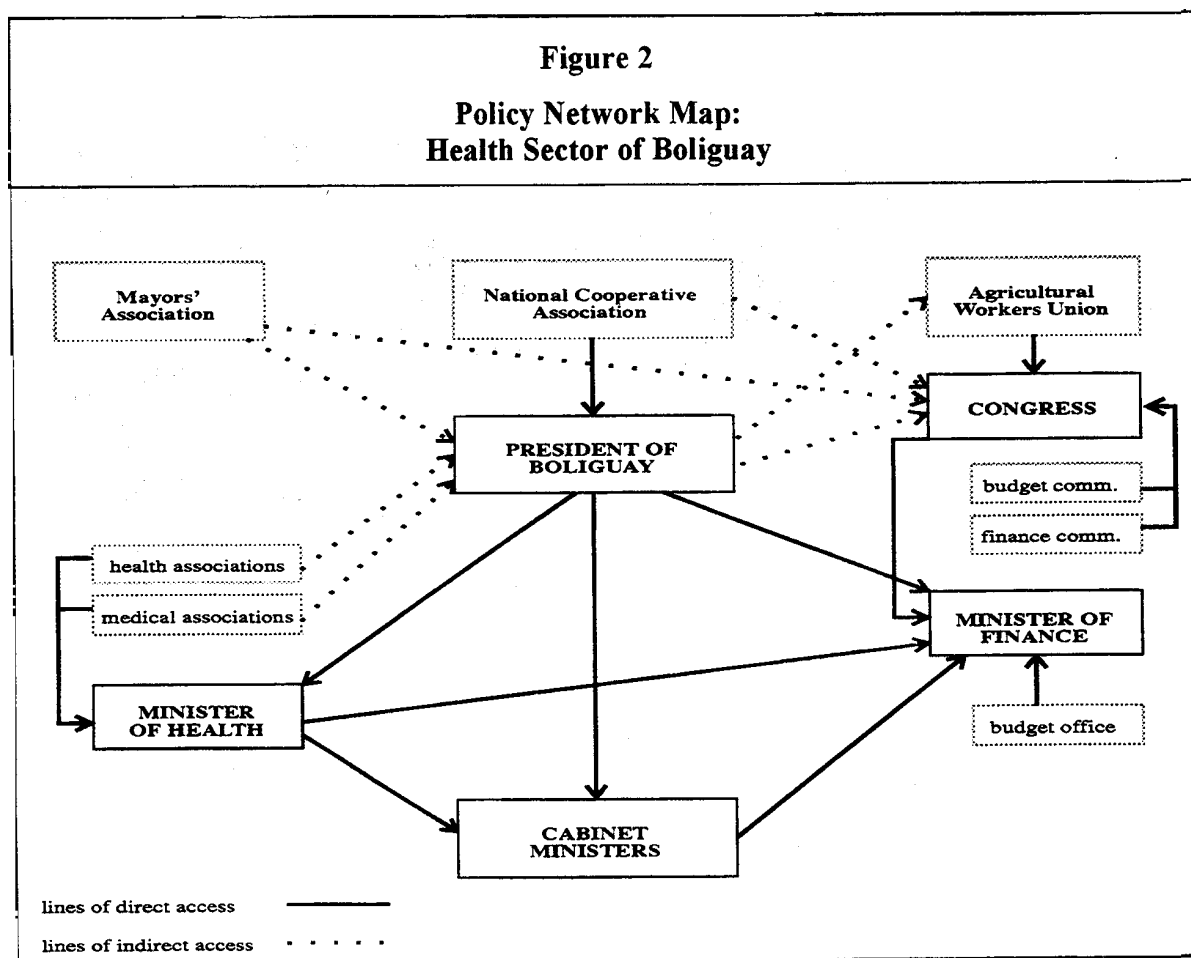 Figure 2
Policy Network Map:
Health Sector of Boliguay
Mayors'
Association
National Cooperative
Association
Agricultural
Workers Union
CONGRESS
PRESIDENT OF
BOLIGUAY
budget comm.
finance comm.
health associations
medical associations
MINISTER OF
FINANCE
MINISTER
OF HEALTH
budget office
CABINET
MINISTERS
lines of direct access
lines of indirect access